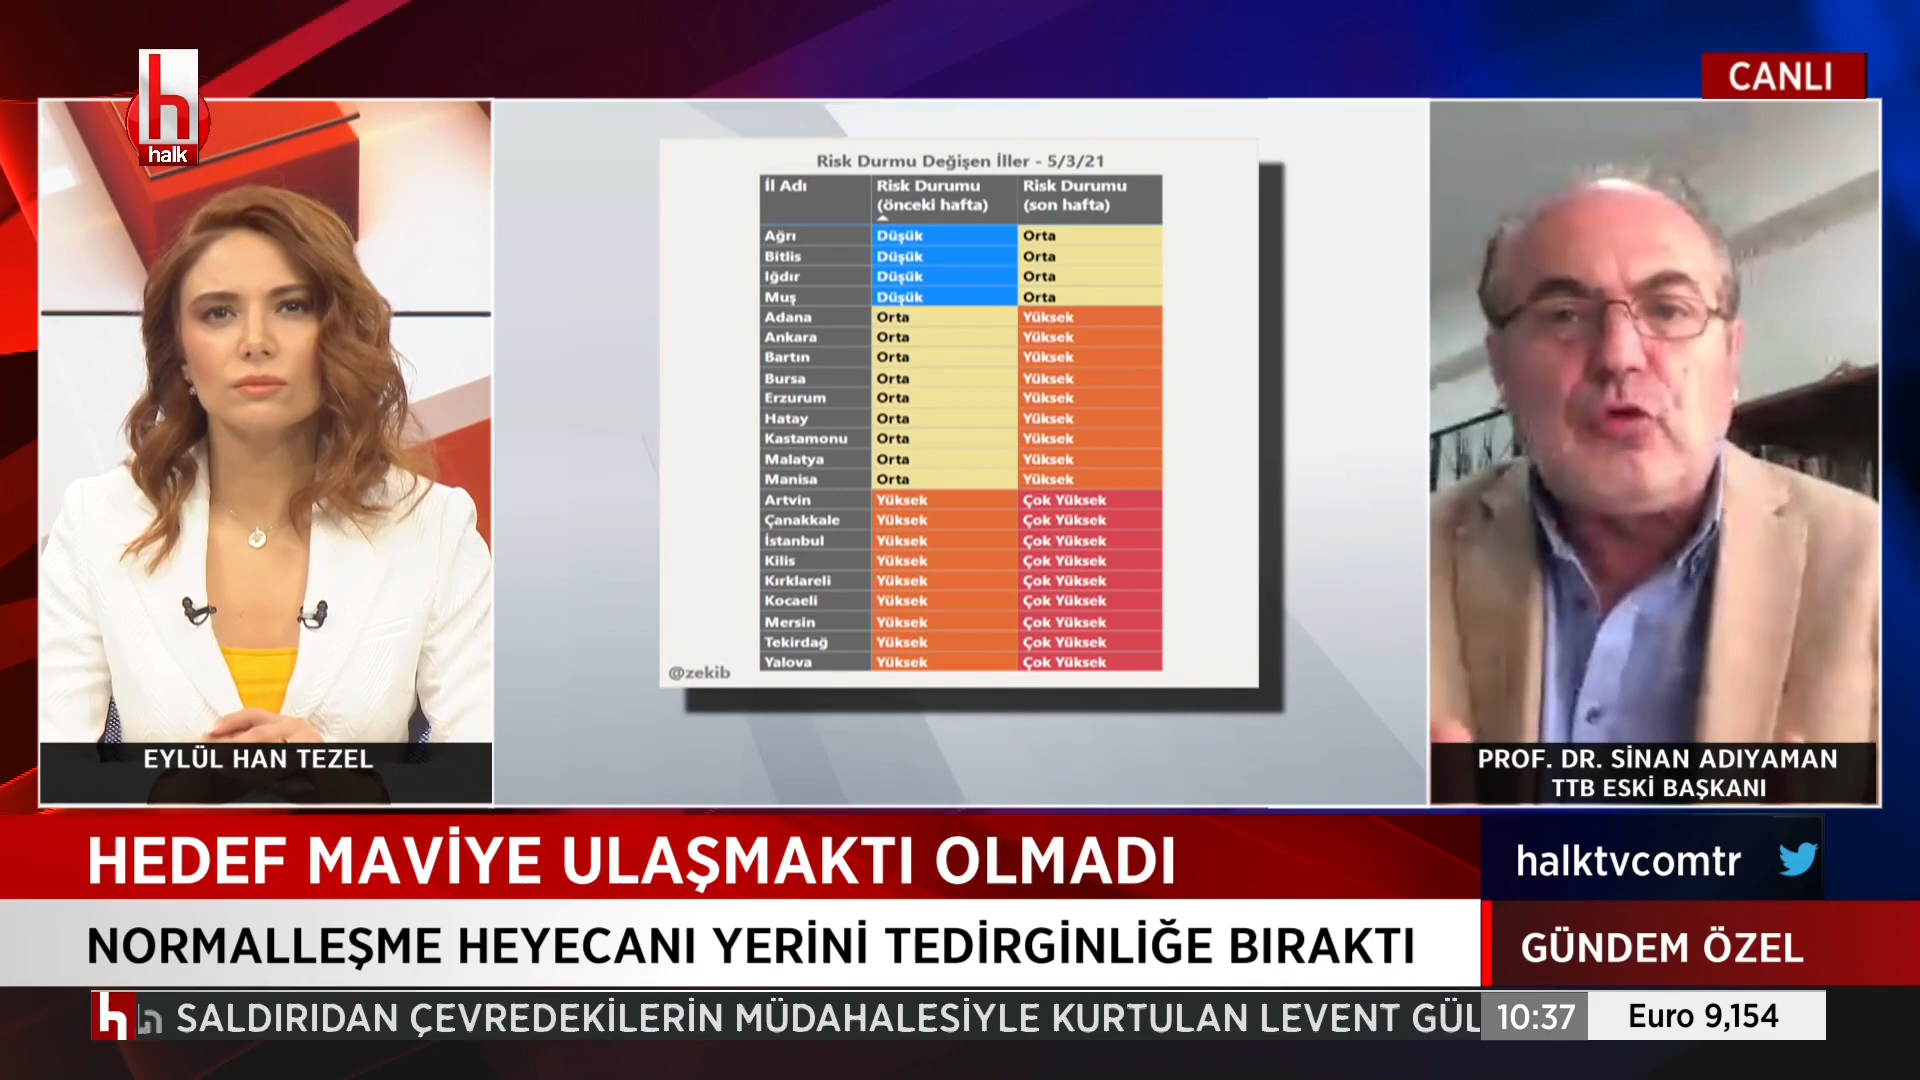 h
halk
CANLI
Risk Durmu Değişen İller - 5/3/21
İl Adı Risk Durumu (önceki hafta) Risk Durumu (son hafta)
Ağrı Düşük Orta
Bitlis Düşük Orta
Iğdır Düşük Orta
Muş Düşük Orta
Adana Orta Yüksek
Ankara Orta Yüksek
Bartın Orta Yüksek
Bursa Orta Yüksek
Erzurum Orta Yüksek
Hatay Orta Yüksek
Kastamonu Orta Yüksek
Malatya Orta Yüksek
Manisa Orta Yüksek
Artvin Yüksek Çok Yüksek
Çanakkale Yüksek Çok Yüksek
İstanbul Yüksek Çok Yüksek
Kilis Yüksek Çok Yüksek
Kırklareli Yüksek Çok Yüksek
Kocaeli Yüksek Çok Yüksek
Mersin Yüksek Çok Yüksek
Tekirdağ Yüksek Çok Yüksek
Yalova Yüksek Çok Yüksek
@zekib
EYLÜL HAN TEZEL
PROF. DR. SİNAN ADIYAMAN
TTB ESKİ BAŞKANI
HEDEF MAVİYE ULAŞMAKTI OLMADI
halktvcomtr
NORMALLEŞME HEYECANI YERİNİ TEDİRGİNLİĞE BIRAKTI
GÜNDEM ÖZEL
h h SALDIRIDAN ÇEVREDEKİLERİN MÜDAHALESİYLE KURTULAN LEVENT GÜL
10:37
Euro 9,154